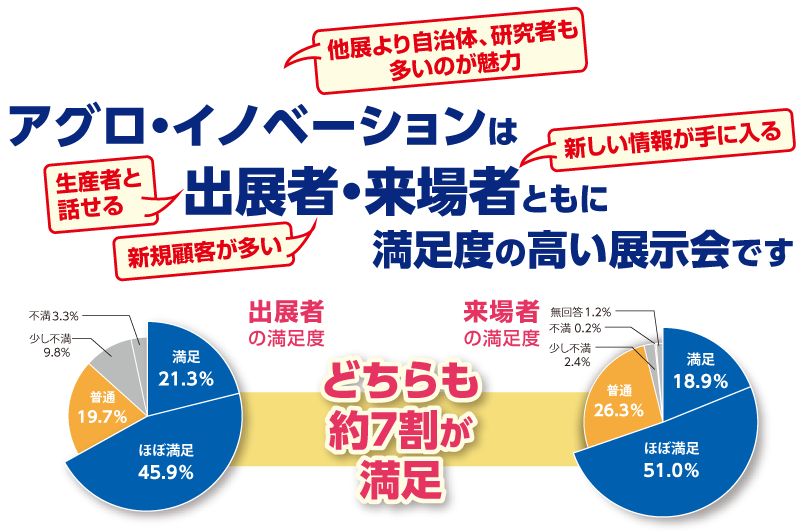 他展より自治体、研究者も
多いのが魅力
アグロ・イノベーションは
新しい情報が手に入る
生産者と
話せる
出展者・来場者ともに
新規顧客が多い
満足度の高い展示会です
出展者
の満足度
不満 3.3%
少し不満
9.8%
満足
21.3%
普通
19.7%
ほぼ満足
45.9%
どちらも
約7割が
満足
来場者
の満足度
無回答 1.2%
不満 0.2%
少し不満
2.4%
満足
18.9%
普通
26.3%
ほぼ満足
51.0%